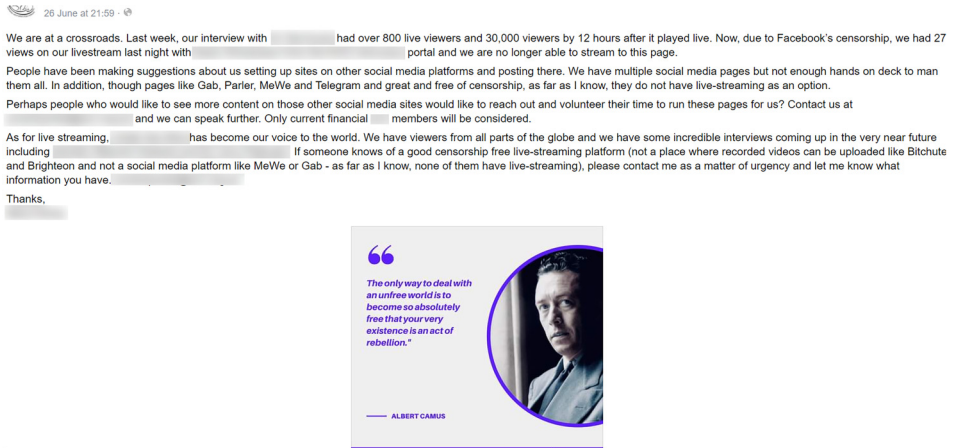 26 June at 21:59 ·
We are at a crossroads. Last week, our interview with had over 800 live viewers and 30,000 viewers by 12 hours after it played live. Now, due to Facebook's censorship, we had 27
views on our livestream last night with portal and we are no longer able to stream to this page.
People have been making suggestions about us setting up sites on other social media platforms and posting there. We have multiple social media pages but not enough hands on deck to man
them all. In addition, though pages like Gab, Parler, MeWe and Telegram and great and free of censorship, as far as I know, they do not have live-streaming as an option.
Perhaps people who would like to see more content on those other social media sites would like to reach out and volunteer their time to run these pages for us? Contact us at
and we can speak further. Only current financial members will be considered.
As for live streaming, has become our voice to the world. We have viewers from all parts of the globe and we have some incredible interviews coming up in the very near future
including If someone knows of a good censorship free live-streaming platform (not a place where recorded videos can be uploaded like Bitchute
and Brighteon and not a social media platform like MeWe or Gab - as far as I know, none of them have live-streaming), please contact me as a matter of urgency and let me know what
information you have.
Thanks,
The only way to deal with
an unfree world is to
become so absolutely
free that your very
existence is an act of
rebellion."
ALBERT CAMUS